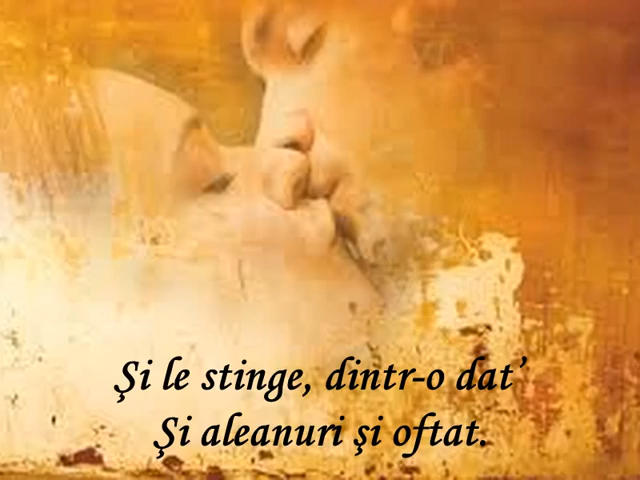 Şi le stinge, dintr-o dat’
Şi aleanuri şi oftat.